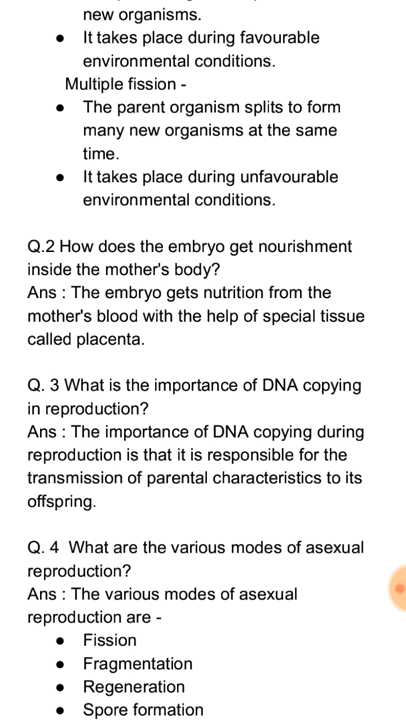 new organisms.
● It takes place during favourable
environmental conditions.
Multiple fission -
● The parent organism splits to form
many new organisms at the same
time.
● It takes place during unfavourable
environmental conditions.
Q.2 How does the embryo get nourishment
inside the mother's body?
Ans : The embryo gets nutrition from the
mother's blood with the help of special tissue
called placenta.
Q. 3 What is the importance of DNA copying
in reproduction?
Ans : The importance of DNA copying during
reproduction is that it is responsible for the
transmission of parental characteristics to its
offspring.
Q. 4 What are the various modes of asexual
reproduction?
Ans : The various modes of asexual
reproduction are -
● Fission
● Fragmentation
● Regeneration
● Spore formation